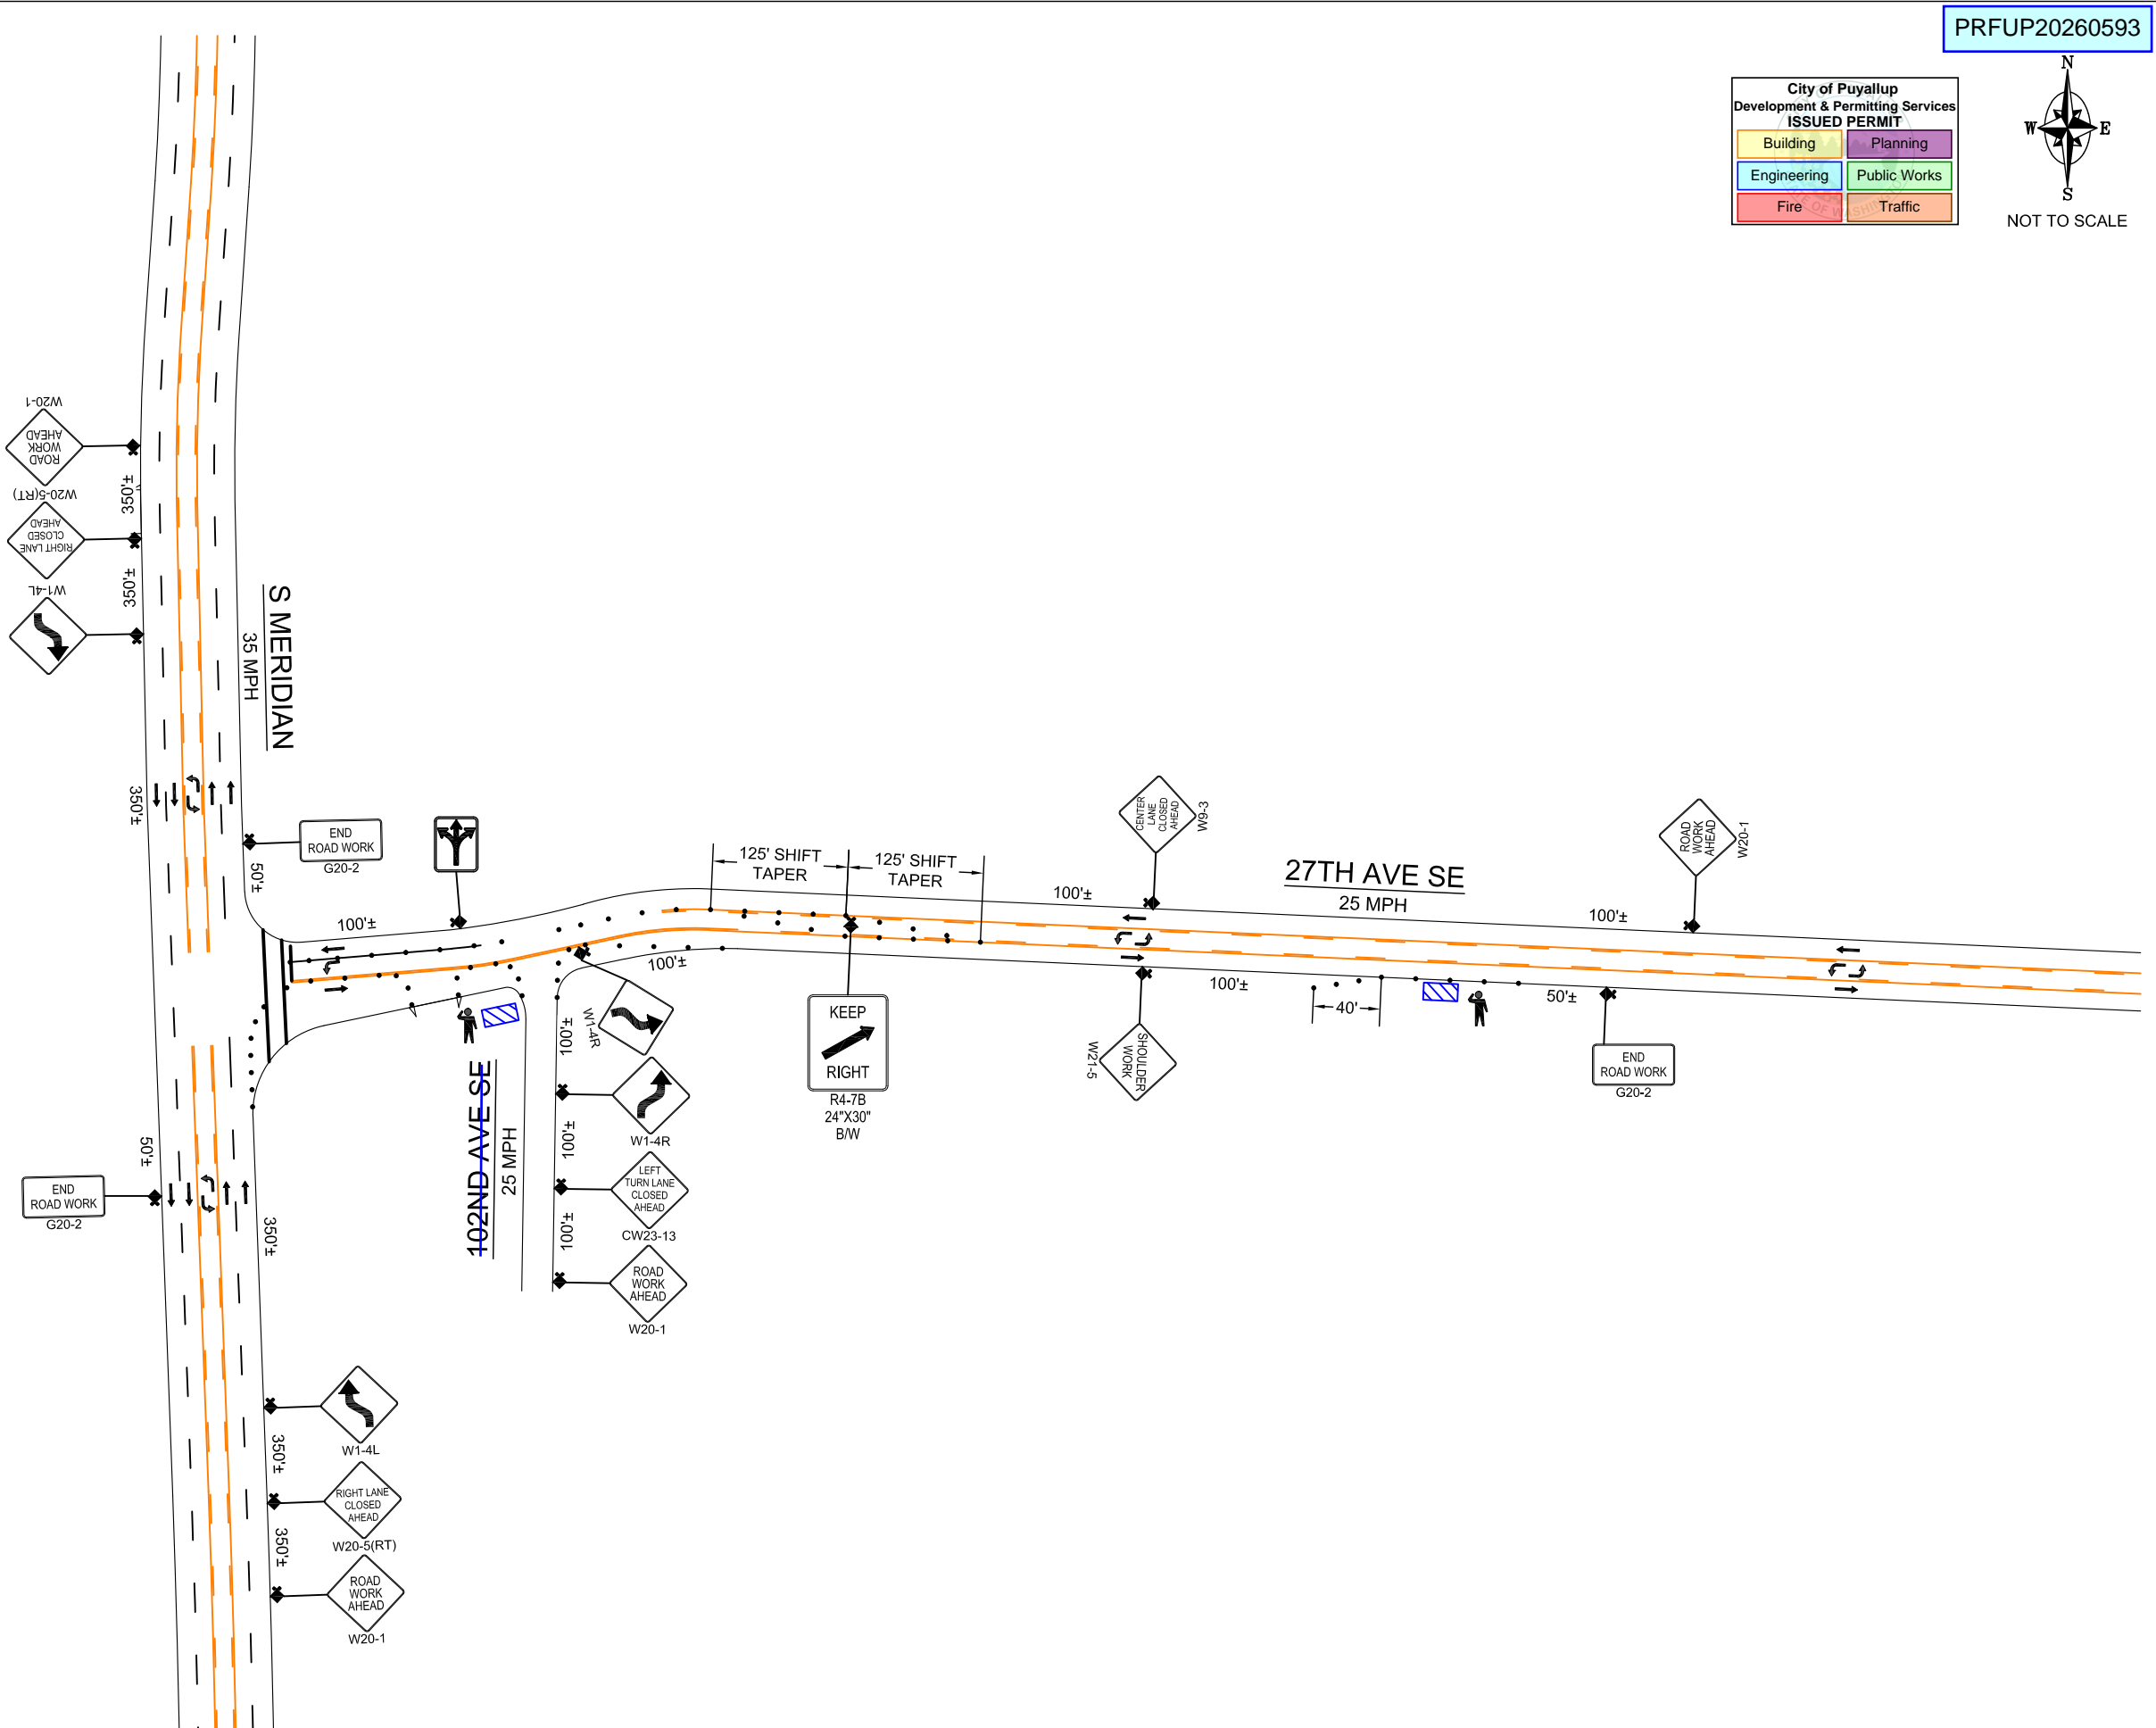 PRFUP20260593
City of Puyallup
Development & Permitting Services
ISSUED PERMIT
Building
Planning
Engineering
Public Works
Fire
Traffic
N
W
E
S
NOT TO SCALE
W20-1
ROAD
WORK
AHEAD
350'±
W20-5(RT)
RIGHT LANE
CLOSED
AHEAD
350'±
W1-4L
S MERIDIAN
35 MPH
350'±
END
ROAD WORK
G20-2
50'±
100'±
125' SHIFT
TAPER
125' SHIFT
TAPER
CENTER
LANE
CLOSED
AHEAD
W9-3
100'±
27TH AVE SE
25 MPH
ROAD
WORK
AHEAD
W20-1
100'±
100'±
100'±
40'
50'±
KEEP
RIGHT
R4-7B
24"X30"
B/W
SHOULDER
WORK
W21-5
END
ROAD WORK
G20-2
W1-4R
100'±
102ND AVE SE
25 MPH
W1-4R
100'±
LEFT
TURN LANE
CLOSED
AHEAD
CW23-13
100'±
ROAD
WORK
AHEAD
W20-1
50'±
END
ROAD WORK
G20-2
350'±
W1-4L
350'±
RIGHT LANE
CLOSED
AHEAD
W20-5(RT)
350'±
ROAD
WORK
AHEAD
W20-1